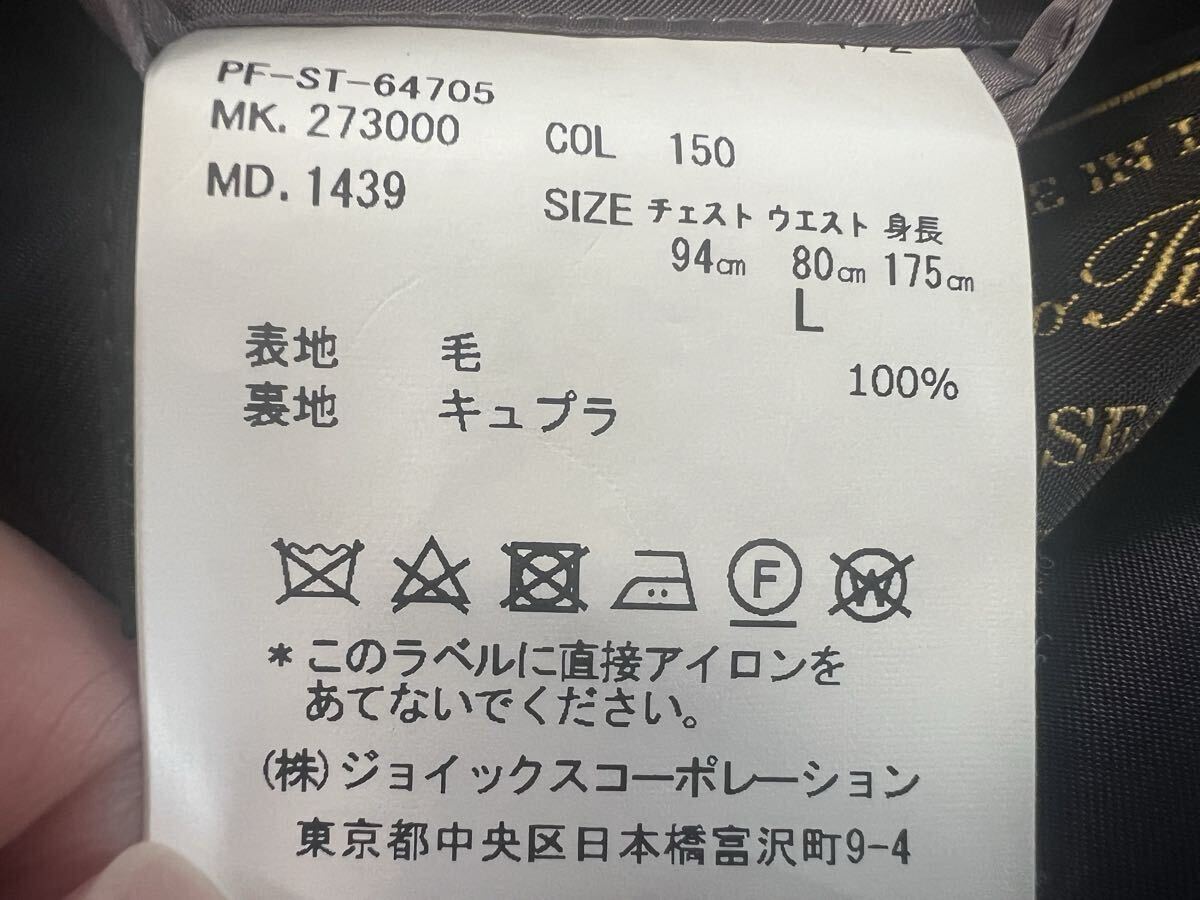 PF-ST-64705
MK. 273000 COL 150
MD. 1439
SIZE チェスト ウエスト 身長
94㎝ 80㎝ 175㎝
L
表地 毛
100%
裏地 キュプラ
F
W
*このラベルに直接アイロンを
あてないでください。
(株)ジョイックスコーポレーション
東京都中央区日本橋富沢町9-4
IN